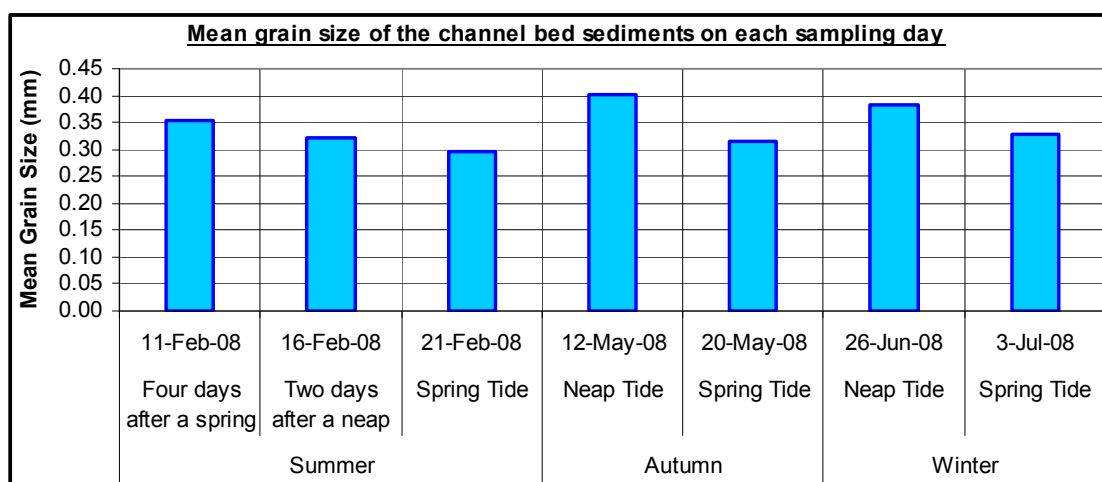 Mean grain size of the channel bed sediments on each sampling day
Mean Grain Size (mm)
0.45
0.40
0.35
0.30
0.25
0.20
0.15
0.10
0.05
0.00
11-Feb-08 16-Feb-08 21-Feb-08 12-May-08 20-May-08 26-Jun-08 3-Jul-08
Four days Two days Spring Tide Neap Tide Spring Tide Neap Tide Spring Tide
after a spring after a neap
Summer Autumn Winter